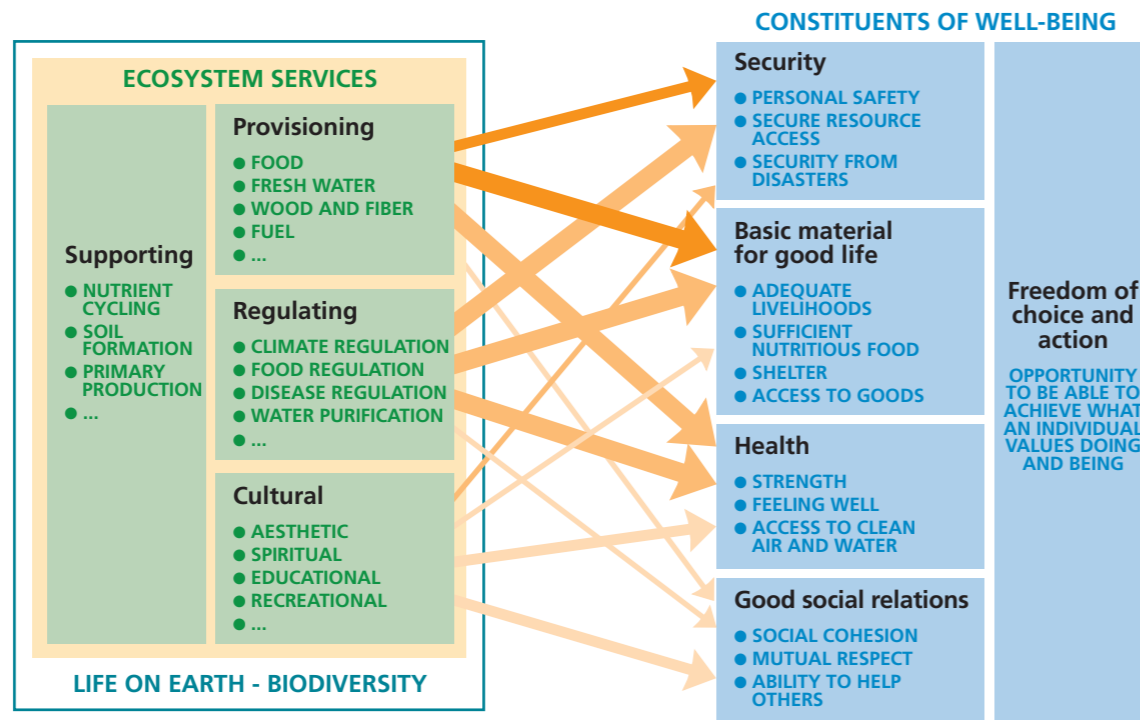 CONSTITUENTS OF WELL-BEING
ECOSYSTEM SERVICES
Supporting
● NUTRIENT
CYCLING
● SOIL
FORMATION
● PRIMARY
PRODUCTION
● ...
Provisioning
● FOOD
● FRESH WATER
● WOOD AND FIBER
● FUEL
● ...
Regulating
● CLIMATE REGULATION
● FOOD REGULATION
● DISEASE REGULATION
● WATER PURIFICATION
● ...
Cultural
● AESTHETIC
● SPIRITUAL
● EDUCATIONAL
● RECREATIONAL
● ...
LIFE ON EARTH - BIODIVERSITY
Security
● PERSONAL SAFETY
● SECURE RESOURCE
ACCESS
● SECURITY FROM
DISASTERS
Basic material
for good life
● ADEQUATE
LIVELIHOODS
● SUFFICIENT
NUTRITIOUS FOOD
● SHELTER
● ACCESS TO GOODS
Health
● STRENGTH
● FEELING WELL
● ACCESS TO CLEAN
AIR AND WATER
Good social relations
● SOCIAL COHESION
● MUTUAL RESPECT
● ABILITY TO HELP
OTHERS
Freedom of
choice and
action
OPPORTUNITY
TO BE ABLE TO
ACHIEVE WHAT
AN INDIVIDUAL
VALUES DOING
AND BEING